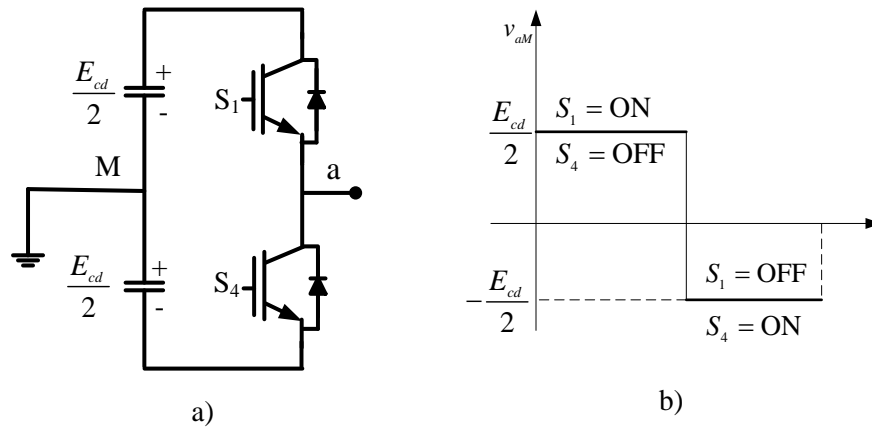 E_cd/2
+
-
S₁
M
a
E_cd/2
+
-
S₄
a)
v_aM
E_cd/2
S₁ = ON
S₄ = OFF
-E_cd/2
S₁ = OFF
S₄ = ON
b)